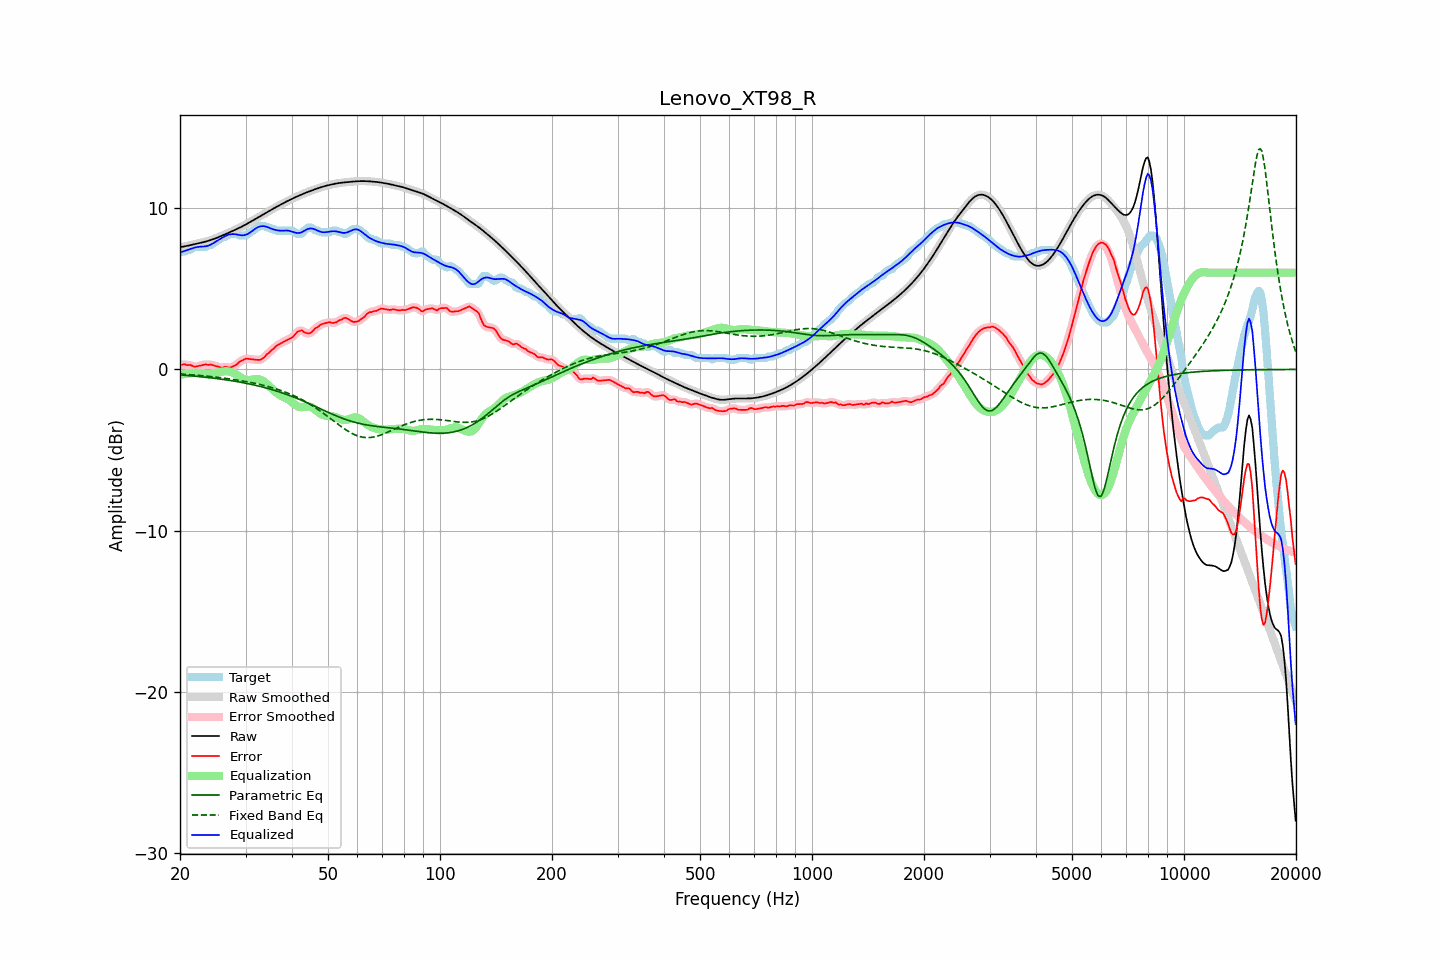 Lenovo_XT98_R
Amplitude (dBr)
10
0
−10
−20
−30
Target
Raw Smoothed
Error Smoothed
Raw
Error
Equalization
Parametric Eq
Fixed Band Eq
Equalized
20 50 100 200 500 1000 2000 5000 10000 20000
Frequency (Hz)